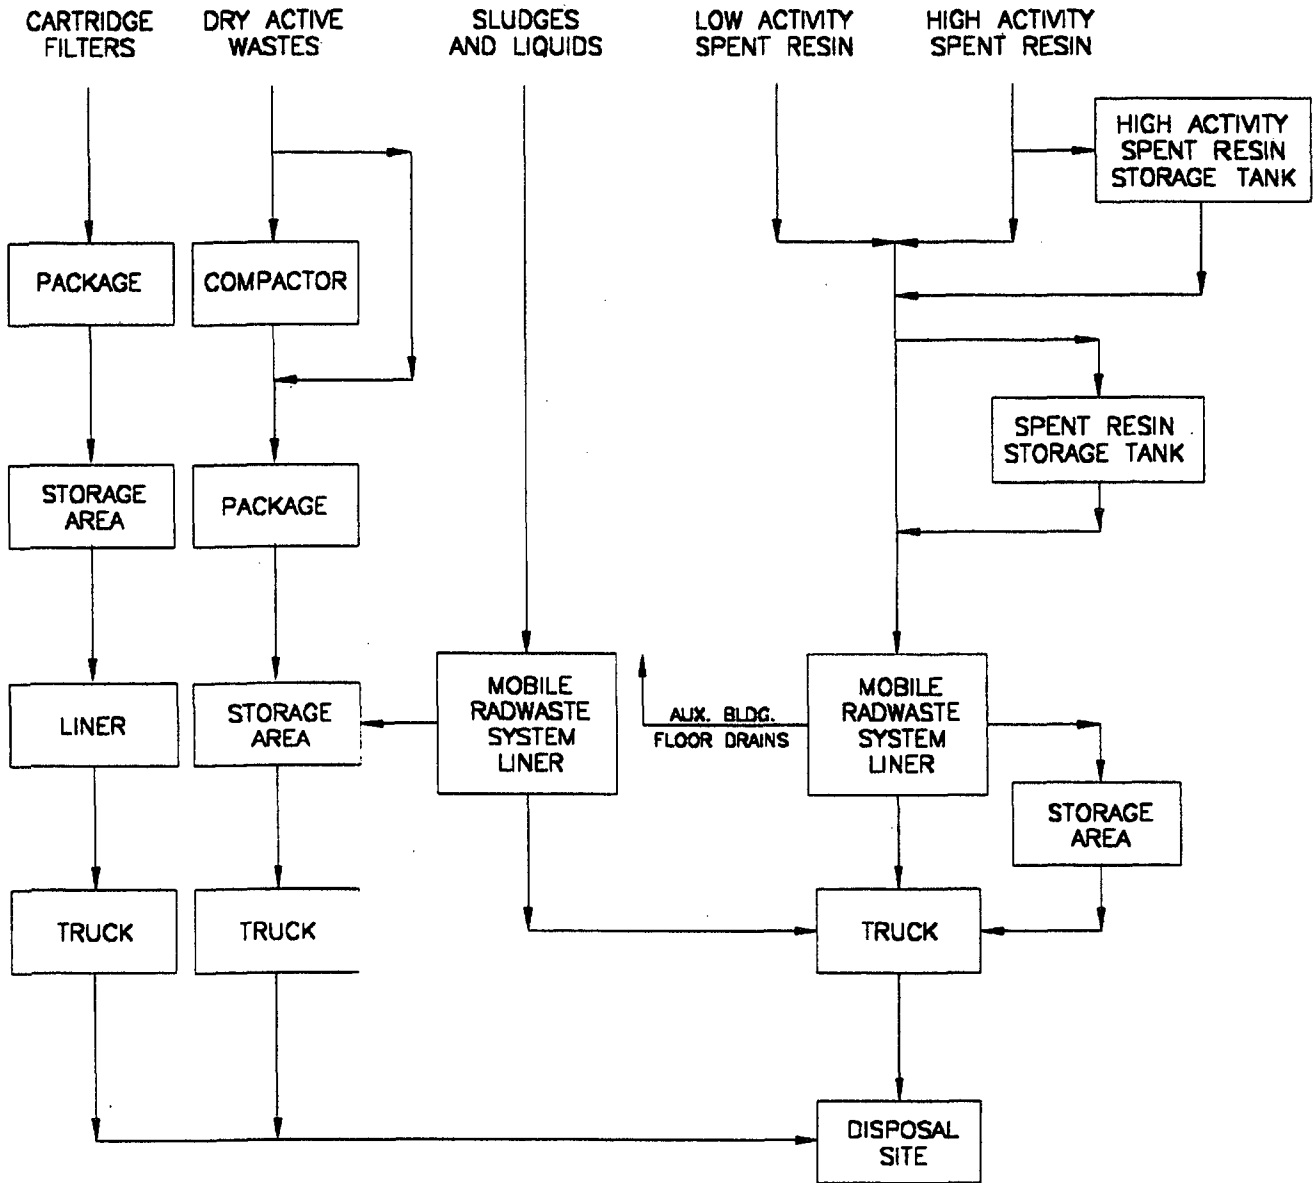 CARTRIDGE
FILTERS
DRY ACTIVE
WASTES
SLUDGES
AND LIQUIDS
LOW ACTIVITY
SPENT RESIN
HIGH ACTIVITY
SPENT RESIN
HIGH ACTIVITY
SPENT RESIN
STORAGE TANK
PACKAGE
COMPACTOR
SPENT RESIN
STORAGE TANK
STORAGE
AREA
PACKAGE
LINER
STORAGE
AREA
MOBILE
RADWASTE
SYSTEM
LINER
AUX. BLDG.
FLOOR DRAINS
MOBILE
RADWASTE
SYSTEM
LINER
STORAGE
AREA
TRUCK
TRUCK
TRUCK
DISPOSAL
SITE